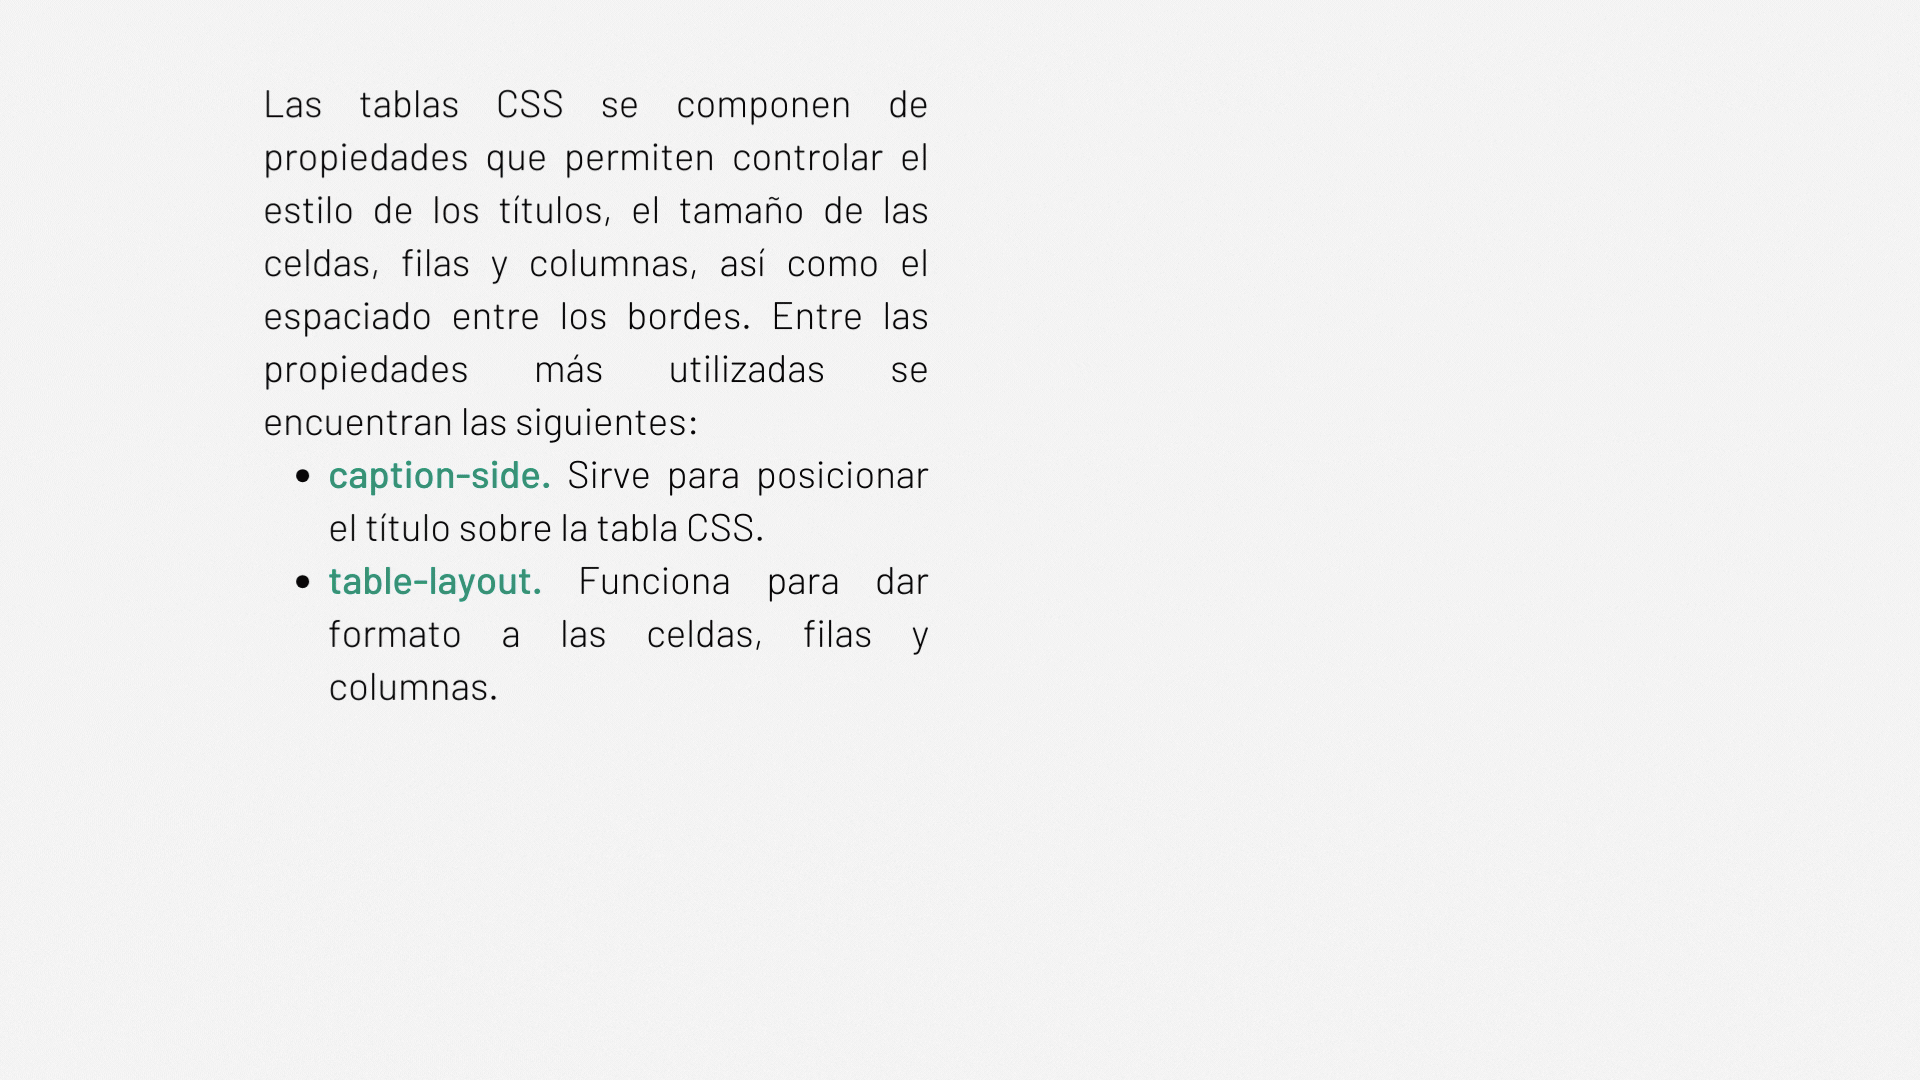 Las tablas CSS se componen de
propiedades que permiten controlar el
estilo de los títulos, el tamaño de las
celdas, filas y columnas, así como el
espaciado entre los bordes. Entre las
propiedades más utilizadas se
encuentran las siguientes:
• caption-side. Sirve para posicionar
el título sobre la tabla CSS.
• table-layout. Funciona para dar
formato a las celdas, filas y
columnas.